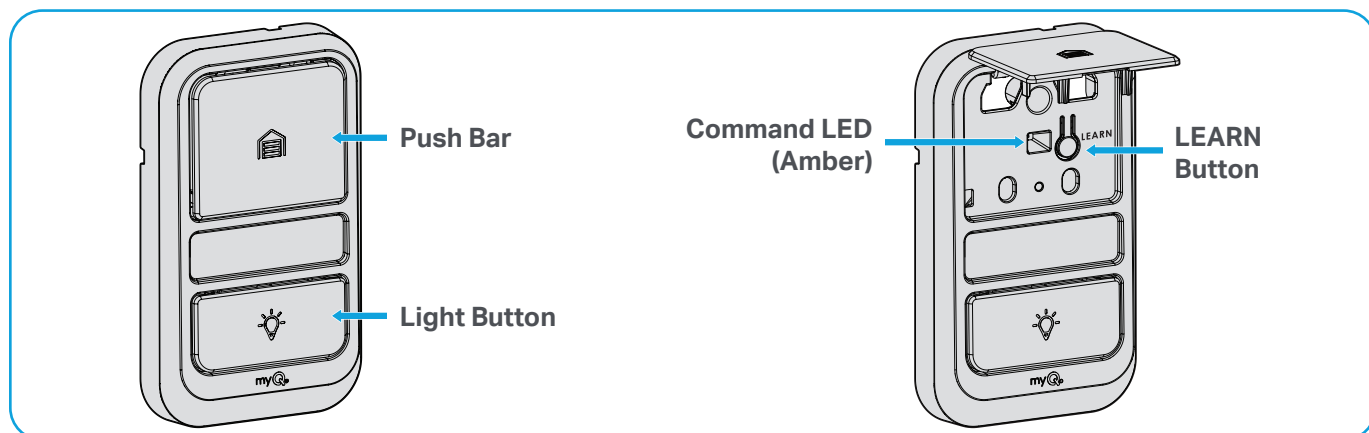 Push Bar
Light Button
myQ
Command LED
(Amber)
LEARN
LEARN
Button
myQ